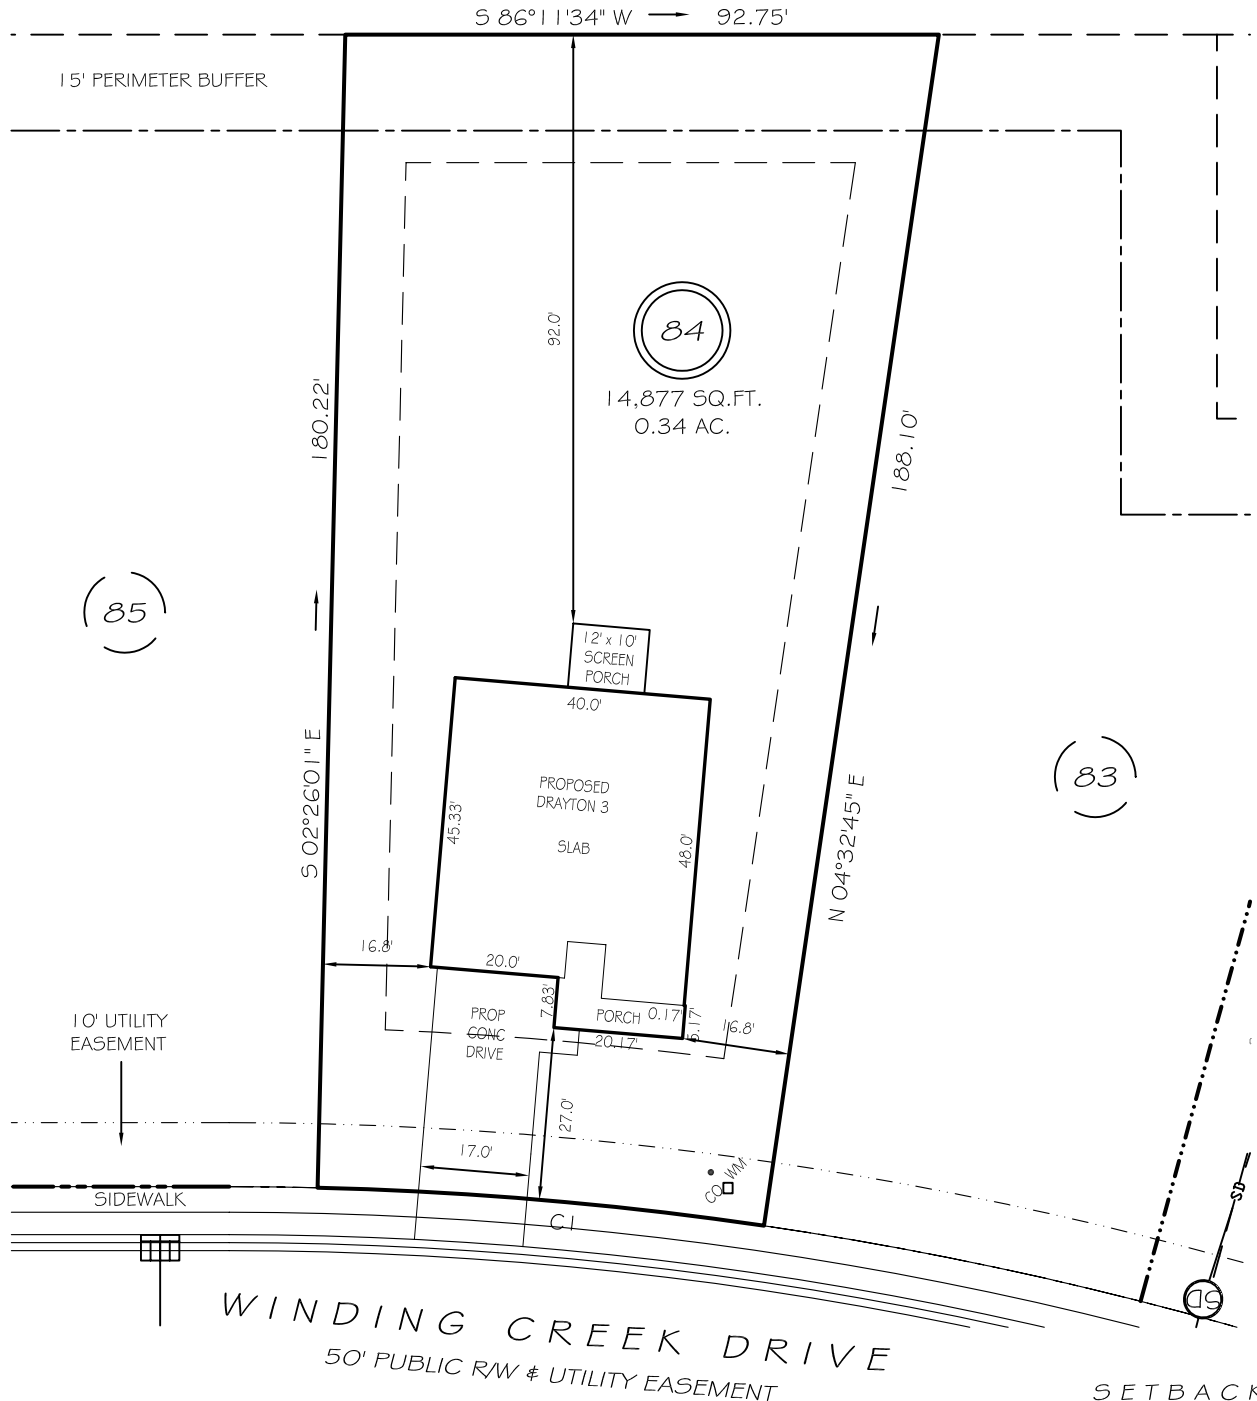 S 86°11'34" W 92.75'
15' PERIMETER BUFFER
92.0'
84
14,877 SQ.FT.
0.34 AC.
180.22'
188.10'
85
12' x 10'
SCREEN
PORCH
40.0'
S 02°26'01" E
PROPOSED
DRAYTON 3
SLAB
45.33'
48.0'
83
N 04°32'45" E
16.8'
20.0'
7.83'
PORCH
0.17'
5.17'
20.17'
16.8'
PROP
CONC
DRIVE
10' UTILITY
EASEMENT
27.0'
17.0'
CO
WM
SIDEWALK
C1
SD
SD
WINDING CREEK DRIVE
50' PUBLIC R/W & UTILITY EASEMENT
SETBACK